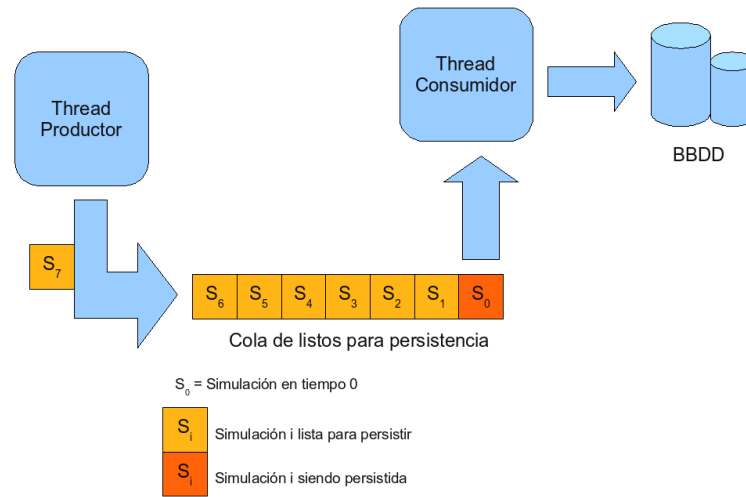 Thread
Productor
Thread
Consumidor
BBDD
S7
S6 S5 S4 S3 S2 S1 S0
Cola de listos para persistencia
S0 = Simulación en tiempo 0
Si Simulación i lista para persistir
Si Simulación i siendo persistida